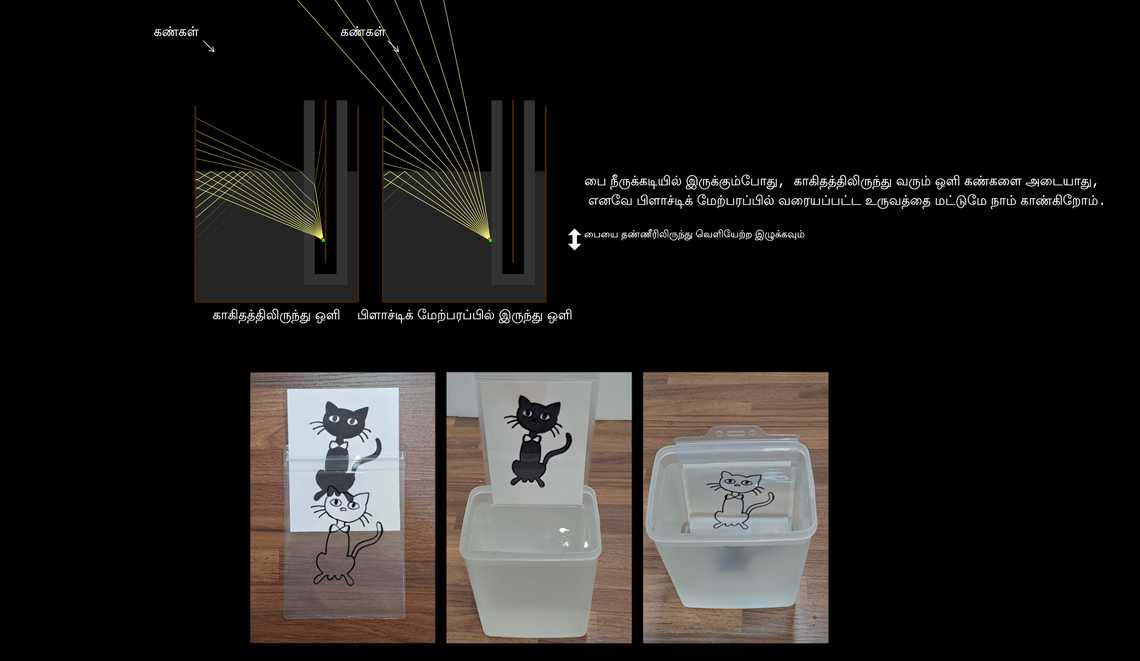 கண்கள்
கண்கள்
பை நீருக்கடியில் இருக்கும்போது, காகிதத்திலிருந்து வரும் ஒளி கண்களை அடையாது,
எனவே பிளாச்டிக் மேற்பரப்பில் வரையப்பட்ட உருவத்தை மட்டுமே நாம் காண்கிறோம்.
பையை தண்ணீரிலிருந்து வெளியேற்ற இழுக்கவும்
காகிதத்திலிருந்து ஒளி
பிளாச்டிக் மேற்பரப்பில் இருந்து ஒளி